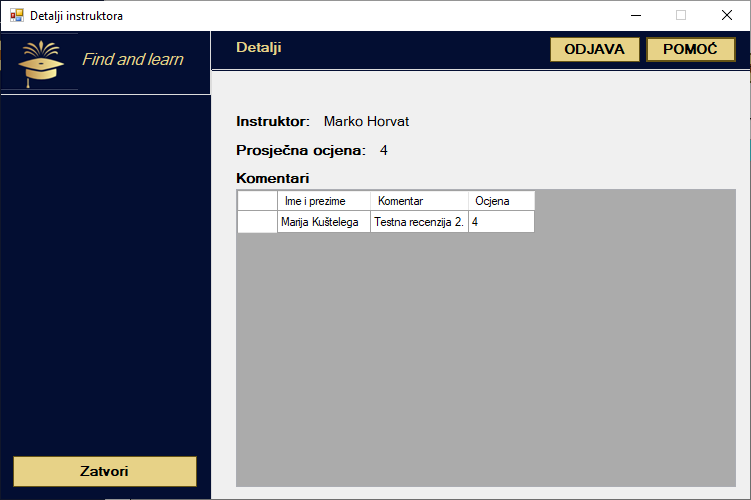 Detalji instruktora
Find and learn
Detalji
ODJAVA
POMOĆ
Instruktor: Marko Horvat
Prosječna ocjena: 4
Komentari
Ime i prezime Komentar Ocjena
Marija Kuštelega Testna recenzija 2. 4
Zatvori